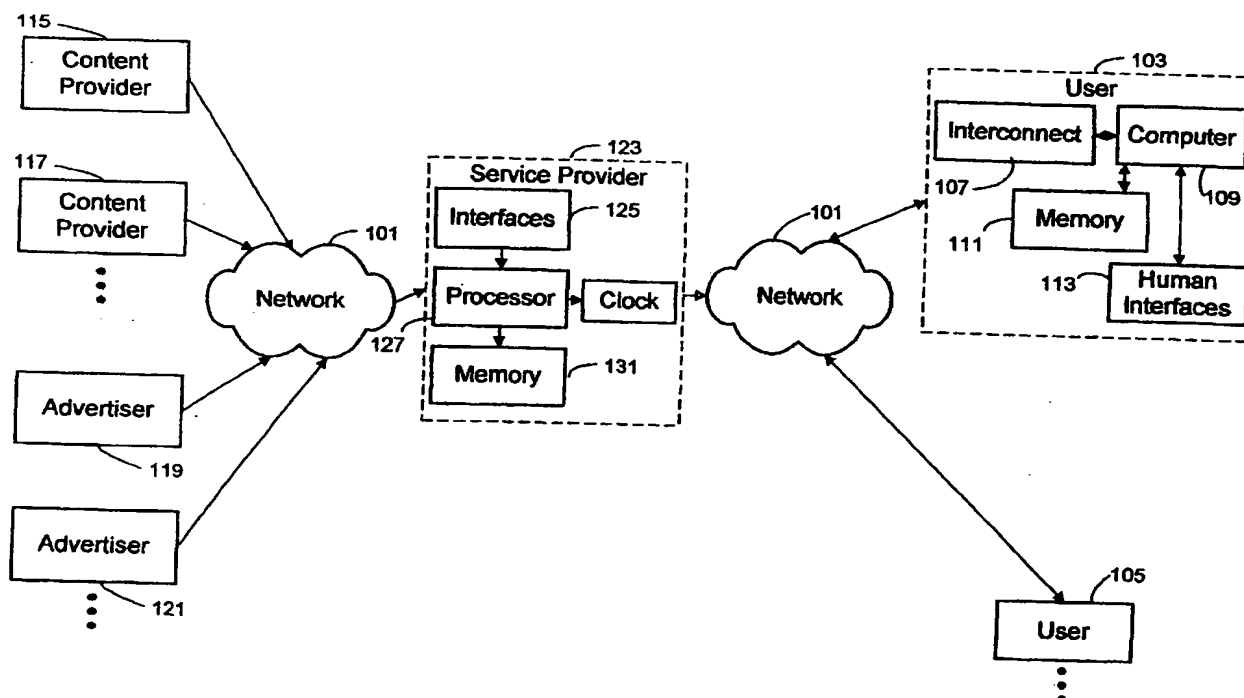 115
Content
Provider
117
Content
Provider
101
Network
Advertiser
119
Advertiser
121
123
Service Provider
Interfaces
125
Processor
127
Clock
Memory
131
101
Network
103
User
Interconnect
Computer
107
109
Memory
111
113
Human
Interfaces
105
User